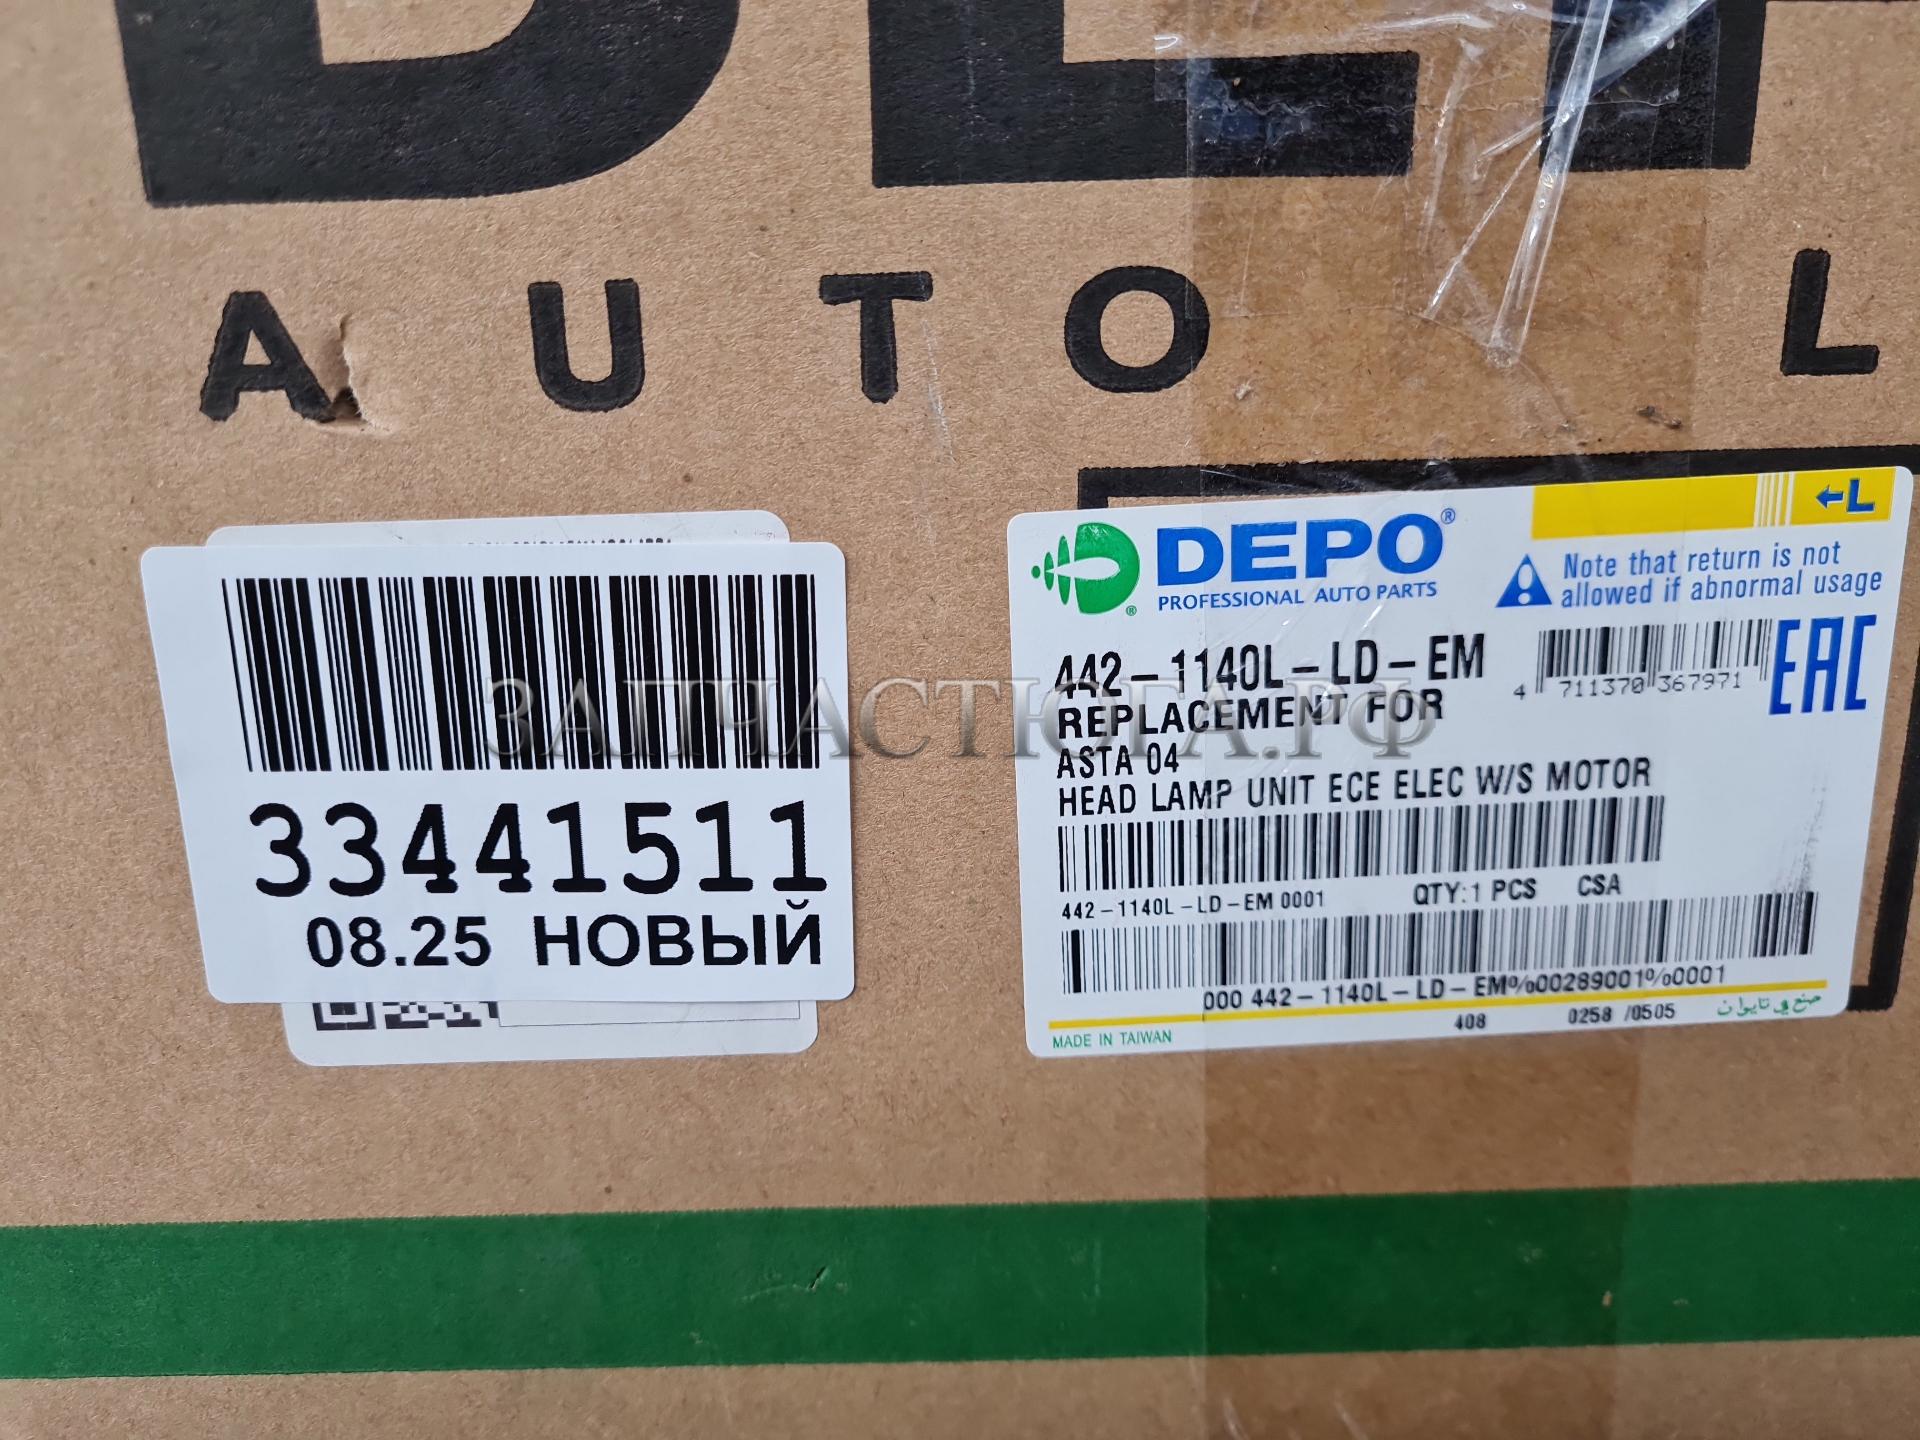 AUTO L
33441511
08.25 НОВЫЙ
DEPO®
PROFESSIONAL AUTO PARTS
←L
Note that return is not
allowed if abnormal usage
442-1140L-LD-EM
4 711370 367971
EAC
REPLACEMENT FOR
ASTA 04
HEAD LAMP UNIT ECE ELEC W/S MOTOR
442-1140L-LD-EM 0001 QTY:1 PCS CSA
000 442-1140L-LD-EM%00289001%0001
408 0258 /0505
صنع في تايوان
MADE IN TAIWAN
ЗАПЧАСТЮГА.РФ